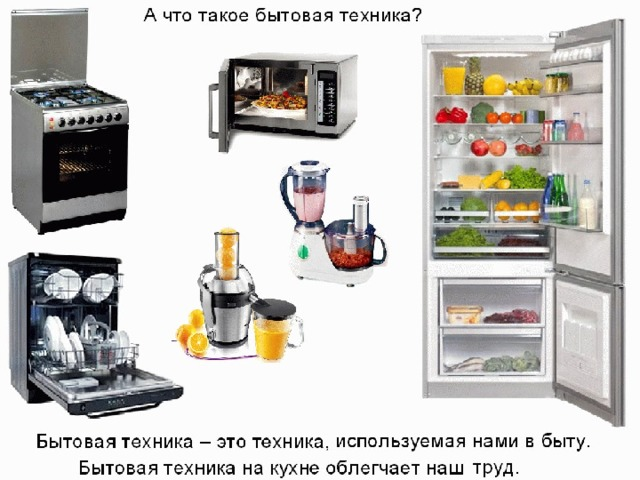 А что такое бытовая техника?
Бытовая техника – это техника, используемая нами в быту.
Бытовая техника на кухне облегчает наш труд.